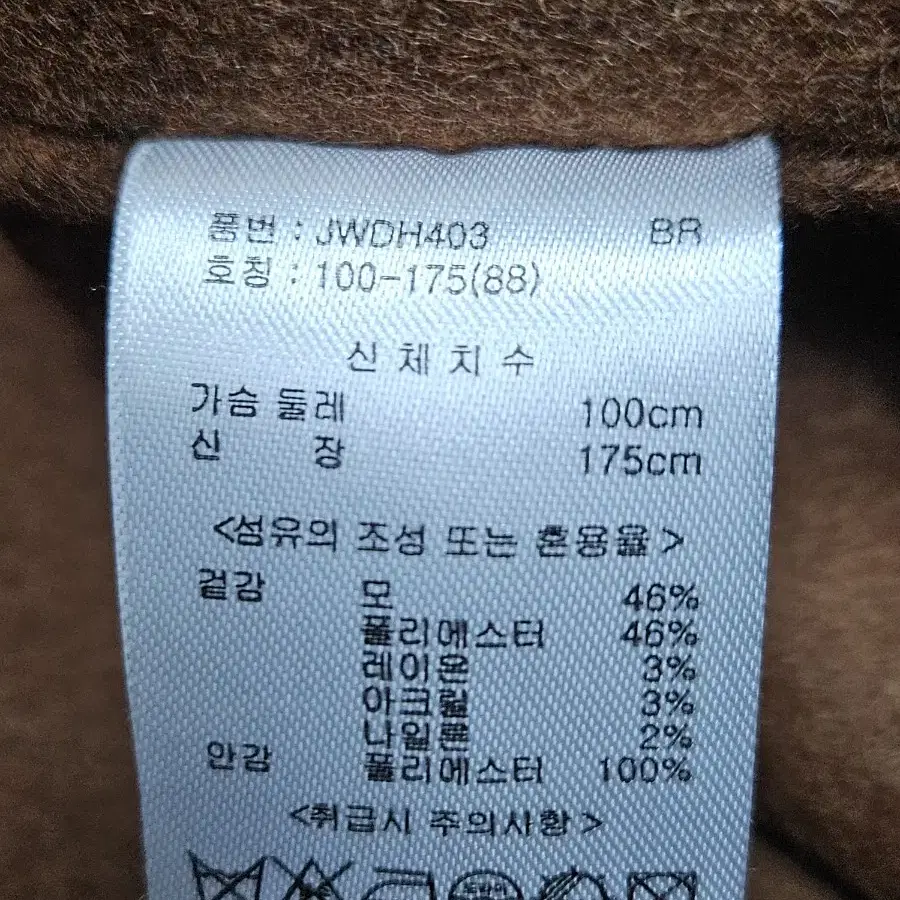 품번 : JWDH403 BR
호칭 : 100-175(88)
신 체 치 수
가슴 둘레 100cm
신 장 175cm
<섬유의 조성 또는 혼용율>
겉감 모 46%
폴리에스터 46%
레이온 3%
아크릴 3%
나일론 2%
안감 폴리에스터 100%
<취급시 주의사항>
드라이